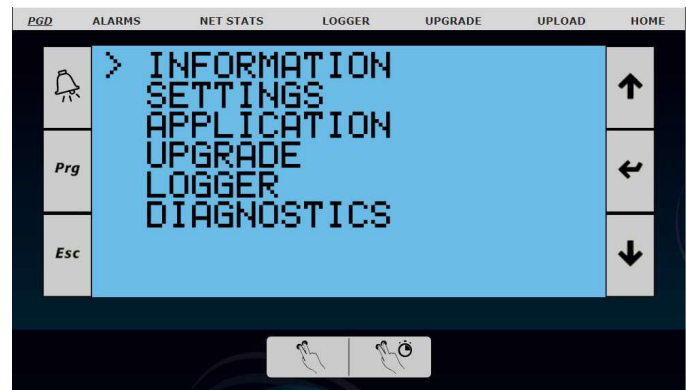 PGD ALARMS NET STATS LOGGER UPGRADE UPLOAD HOME
> INFORMATION
SETTINGS
APPLICATION
UPGRADE
LOGGER
DIAGNOSTICS
Prg
Esc